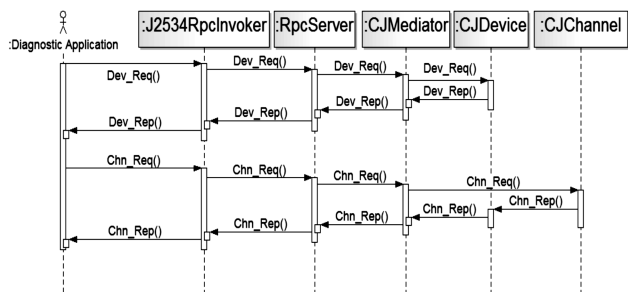 :Diagnostic Application
:J2534RpcInvoker
:RpcServer
:CJMediator
:CJDevice
:CJChannel
Dev_Req()
Dev_Req()
Dev_Req()
Dev_Req()
Dev_Rep()
Dev_Rep()
Dev_Rep()
Dev_Rep()
Chn_Req()
Chn_Req()
Chn_Req()
Chn_Req()
Chn_Rep()
Chn_Rep()
Chn_Rep()
Chn_Rep()
Chn_Rep()